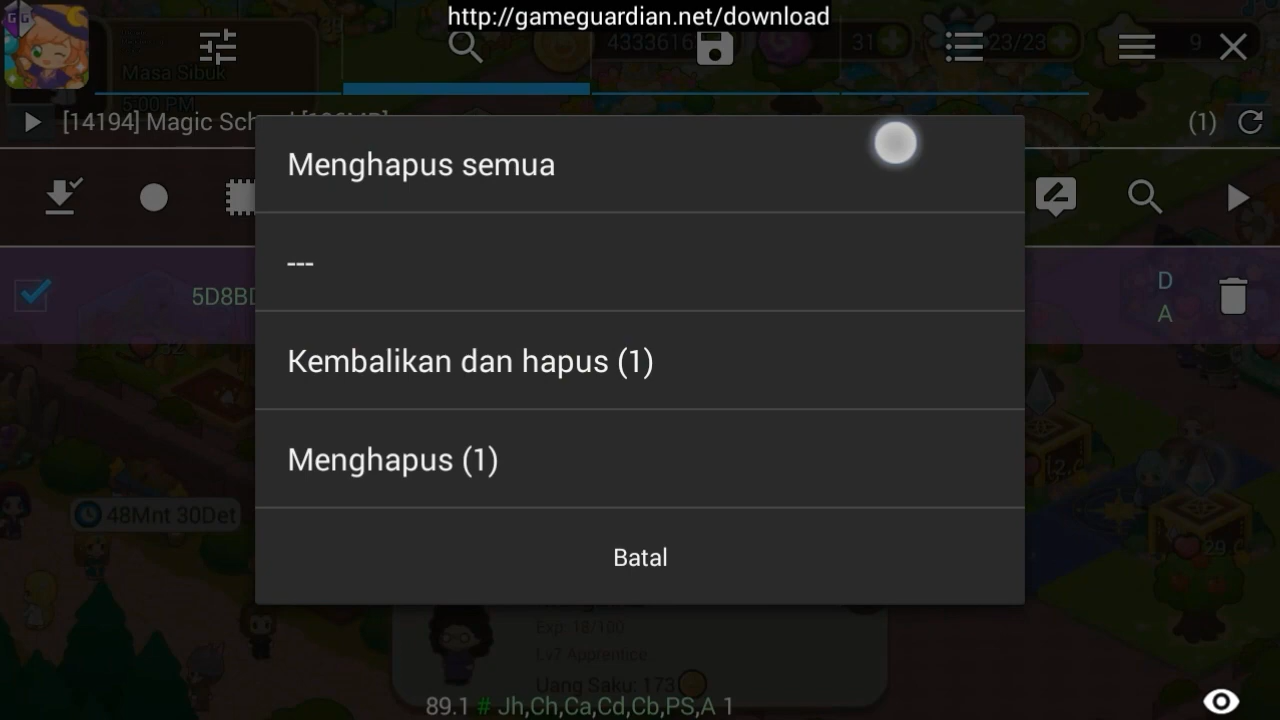 http://gameguardian.net/download
4333616
31
23/23
9
Masa Sibuk
5:00 PM
[14194] Magic Sch
(1)
Menghapus semua
---
5D8BD
D
A
Kembalikan dan hapus (1)
Menghapus (1)
48Mnt 30Det
Batal
Exp: 18/100
Lv7 Apprentice
Uang Saku: 173
89.1 # Jh,Ch,Ca,Cd,Cb,PS,A 1